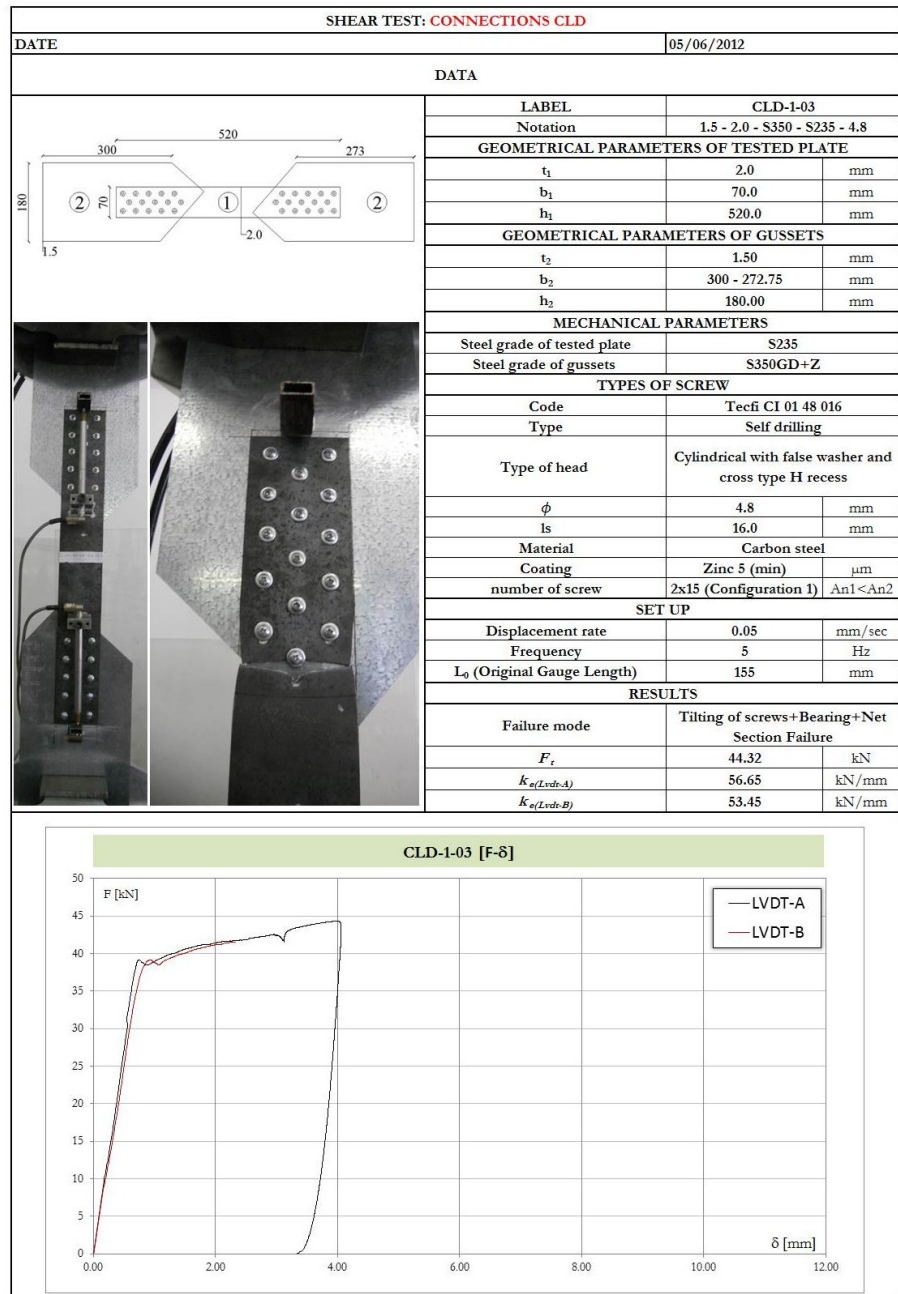 SHEAR TEST: CONNECTIONS CLD
DATE 05/06/2012
DATA
520
300 273
180 70 2 1 2
2.0
1.5
LABEL CLD-1-03
Notation 1.5 - 2.0 - S350 - S235 - 4.8
GEOMETRICAL PARAMETERS OF TESTED PLATE
t1 2.0 mm
b1 70.0 mm
h1 520.0 mm
GEOMETRICAL PARAMETERS OF GUSSETS
t2 1.50 mm
b2 300 - 272.75 mm
h2 180.00 mm
MECHANICAL PARAMETERS
Steel grade of tested plate S235
Steel grade of gussets S350GD+Z
TYPES OF SCREW
Code Tecfi CI 01 48 016
Type Self drilling
Type of head Cylindrical with false washer and
cross type H recess
ϕ 4.8 mm
ls 16.0 mm
Material Carbon steel
Coating Zinc 5 (min) μm
number of screw 2x15 (Configuration 1) An1<An2
SET UP
Displacement rate 0.05 mm/sec
Frequency 5 Hz
L0 (Original Gauge Length) 155 mm
RESULTS
Failure mode Tilting of screws+Bearing+Net
Section Failure
Ft 44.32 kN
ke(Lvdt-A) 56.65 kN/mm
ke(Lvdt-B) 53.45 kN/mm
CLD-1-03 [F-δ]
F [kN]
50
45
40
35
30
25
20
15
10
5
0
LVDT-A
LVDT-B
δ [mm]
0.00 2.00 4.00 6.00 8.00 10.00 12.00